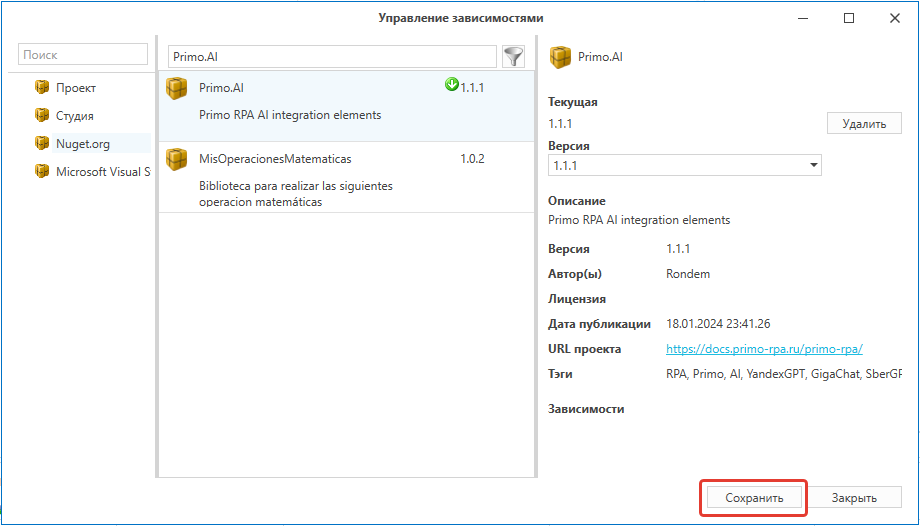 Управление зависимостями
Поиск
Проект
Студия
Nuget.org
Microsoft Visual S
Primo.AI
Primo.AI
1.1.1
Primo RPA AI integration elements
MisOperacionesMatematicas
1.0.2
Biblioteca para realizar las siguientes
operacion matemáticas
Primo.AI
Текущая
1.1.1
Удалить
Версия
1.1.1
Описание
Primo RPA AI integration elements
Версия 1.1.1
Автор(ы) Rondem
Лицензия
Дата публикации 18.01.2024 23:41.26
URL проекта https://docs.primo-rpa.ru/primo-rpa/
Тэги RPA, Primo, AI, YandexGPT, GigaChat, SberGP
Зависимости
Сохранить
Закрыть